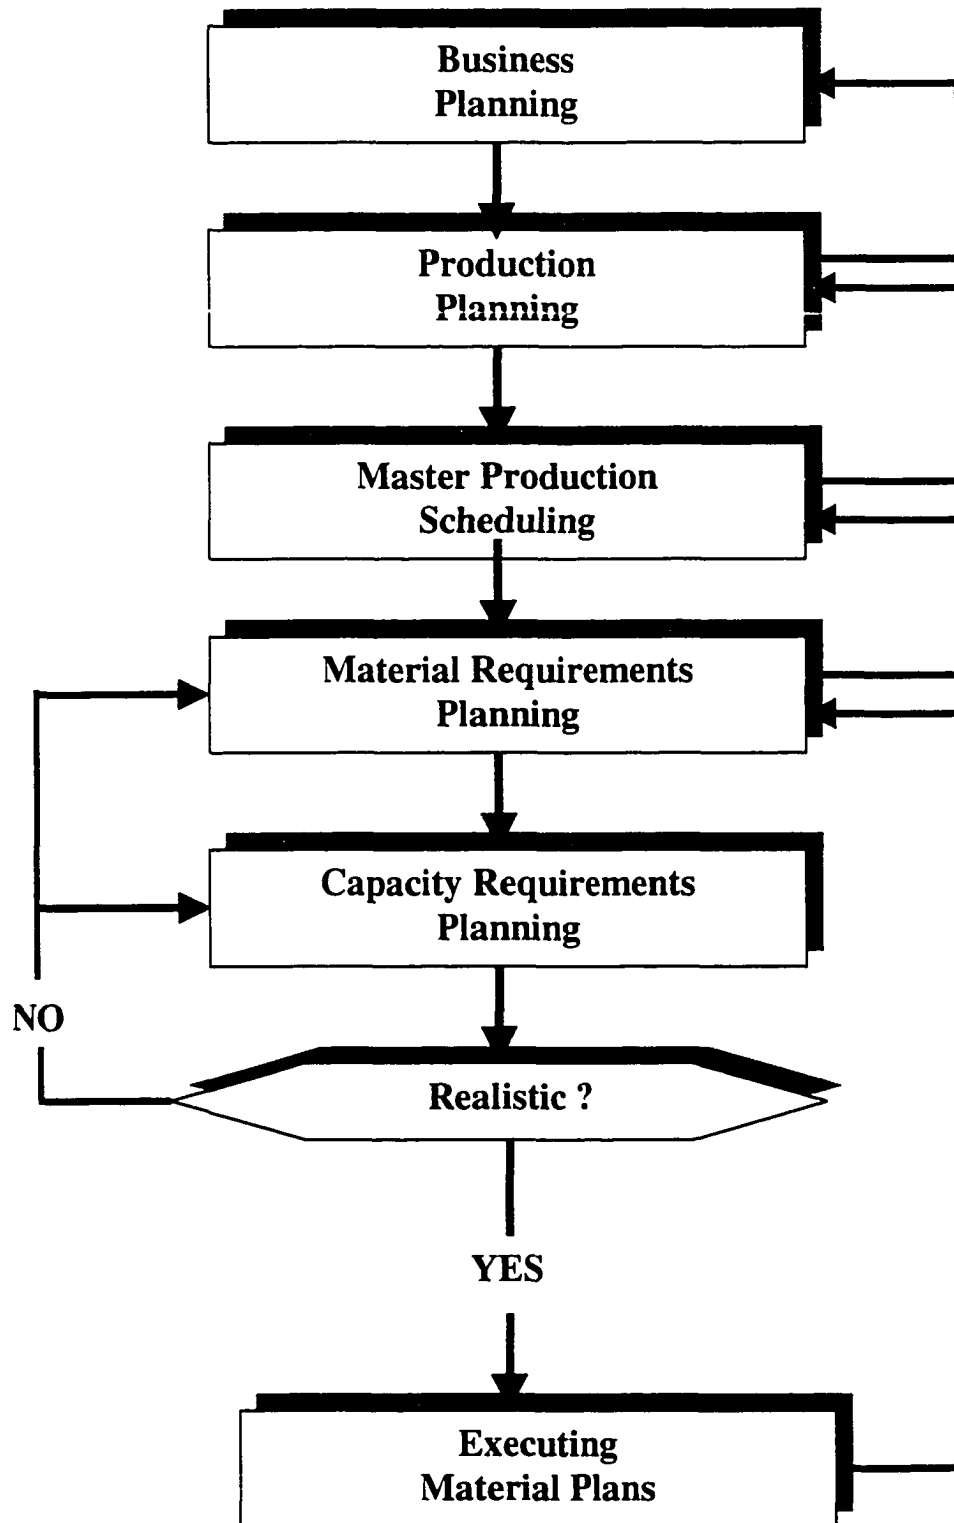 Business
Planning
Production
Planning
Master Production
Scheduling
Material Requirements
Planning
Capacity Requirements
Planning
NO
Realistic ?
YES
Executing
Material Plans